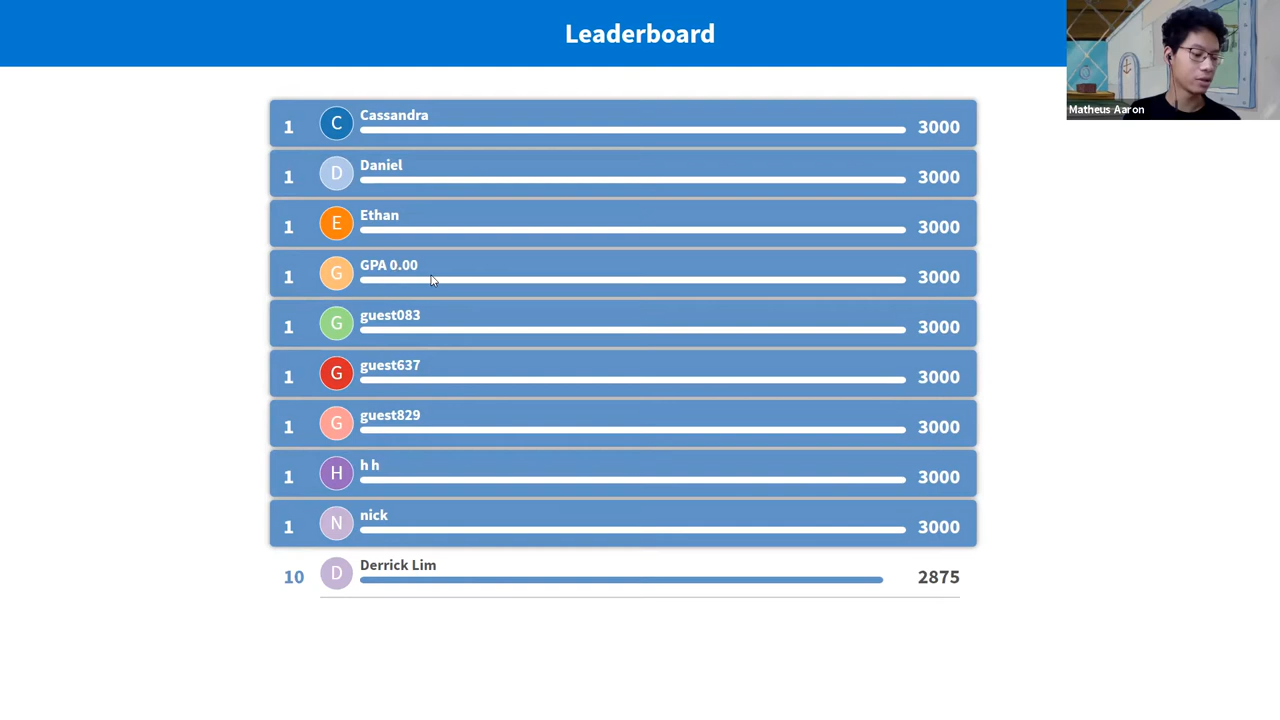 Leaderboard
Matheus Aaron
1 C Cassandra 3000
1 D Daniel 3000
1 E Ethan 3000
1 G GPA 0.00 3000
1 G guest083 3000
1 G guest637 3000
1 G guest829 3000
1 H h h 3000
1 N nick 3000
10 D Derrick Lim 2875